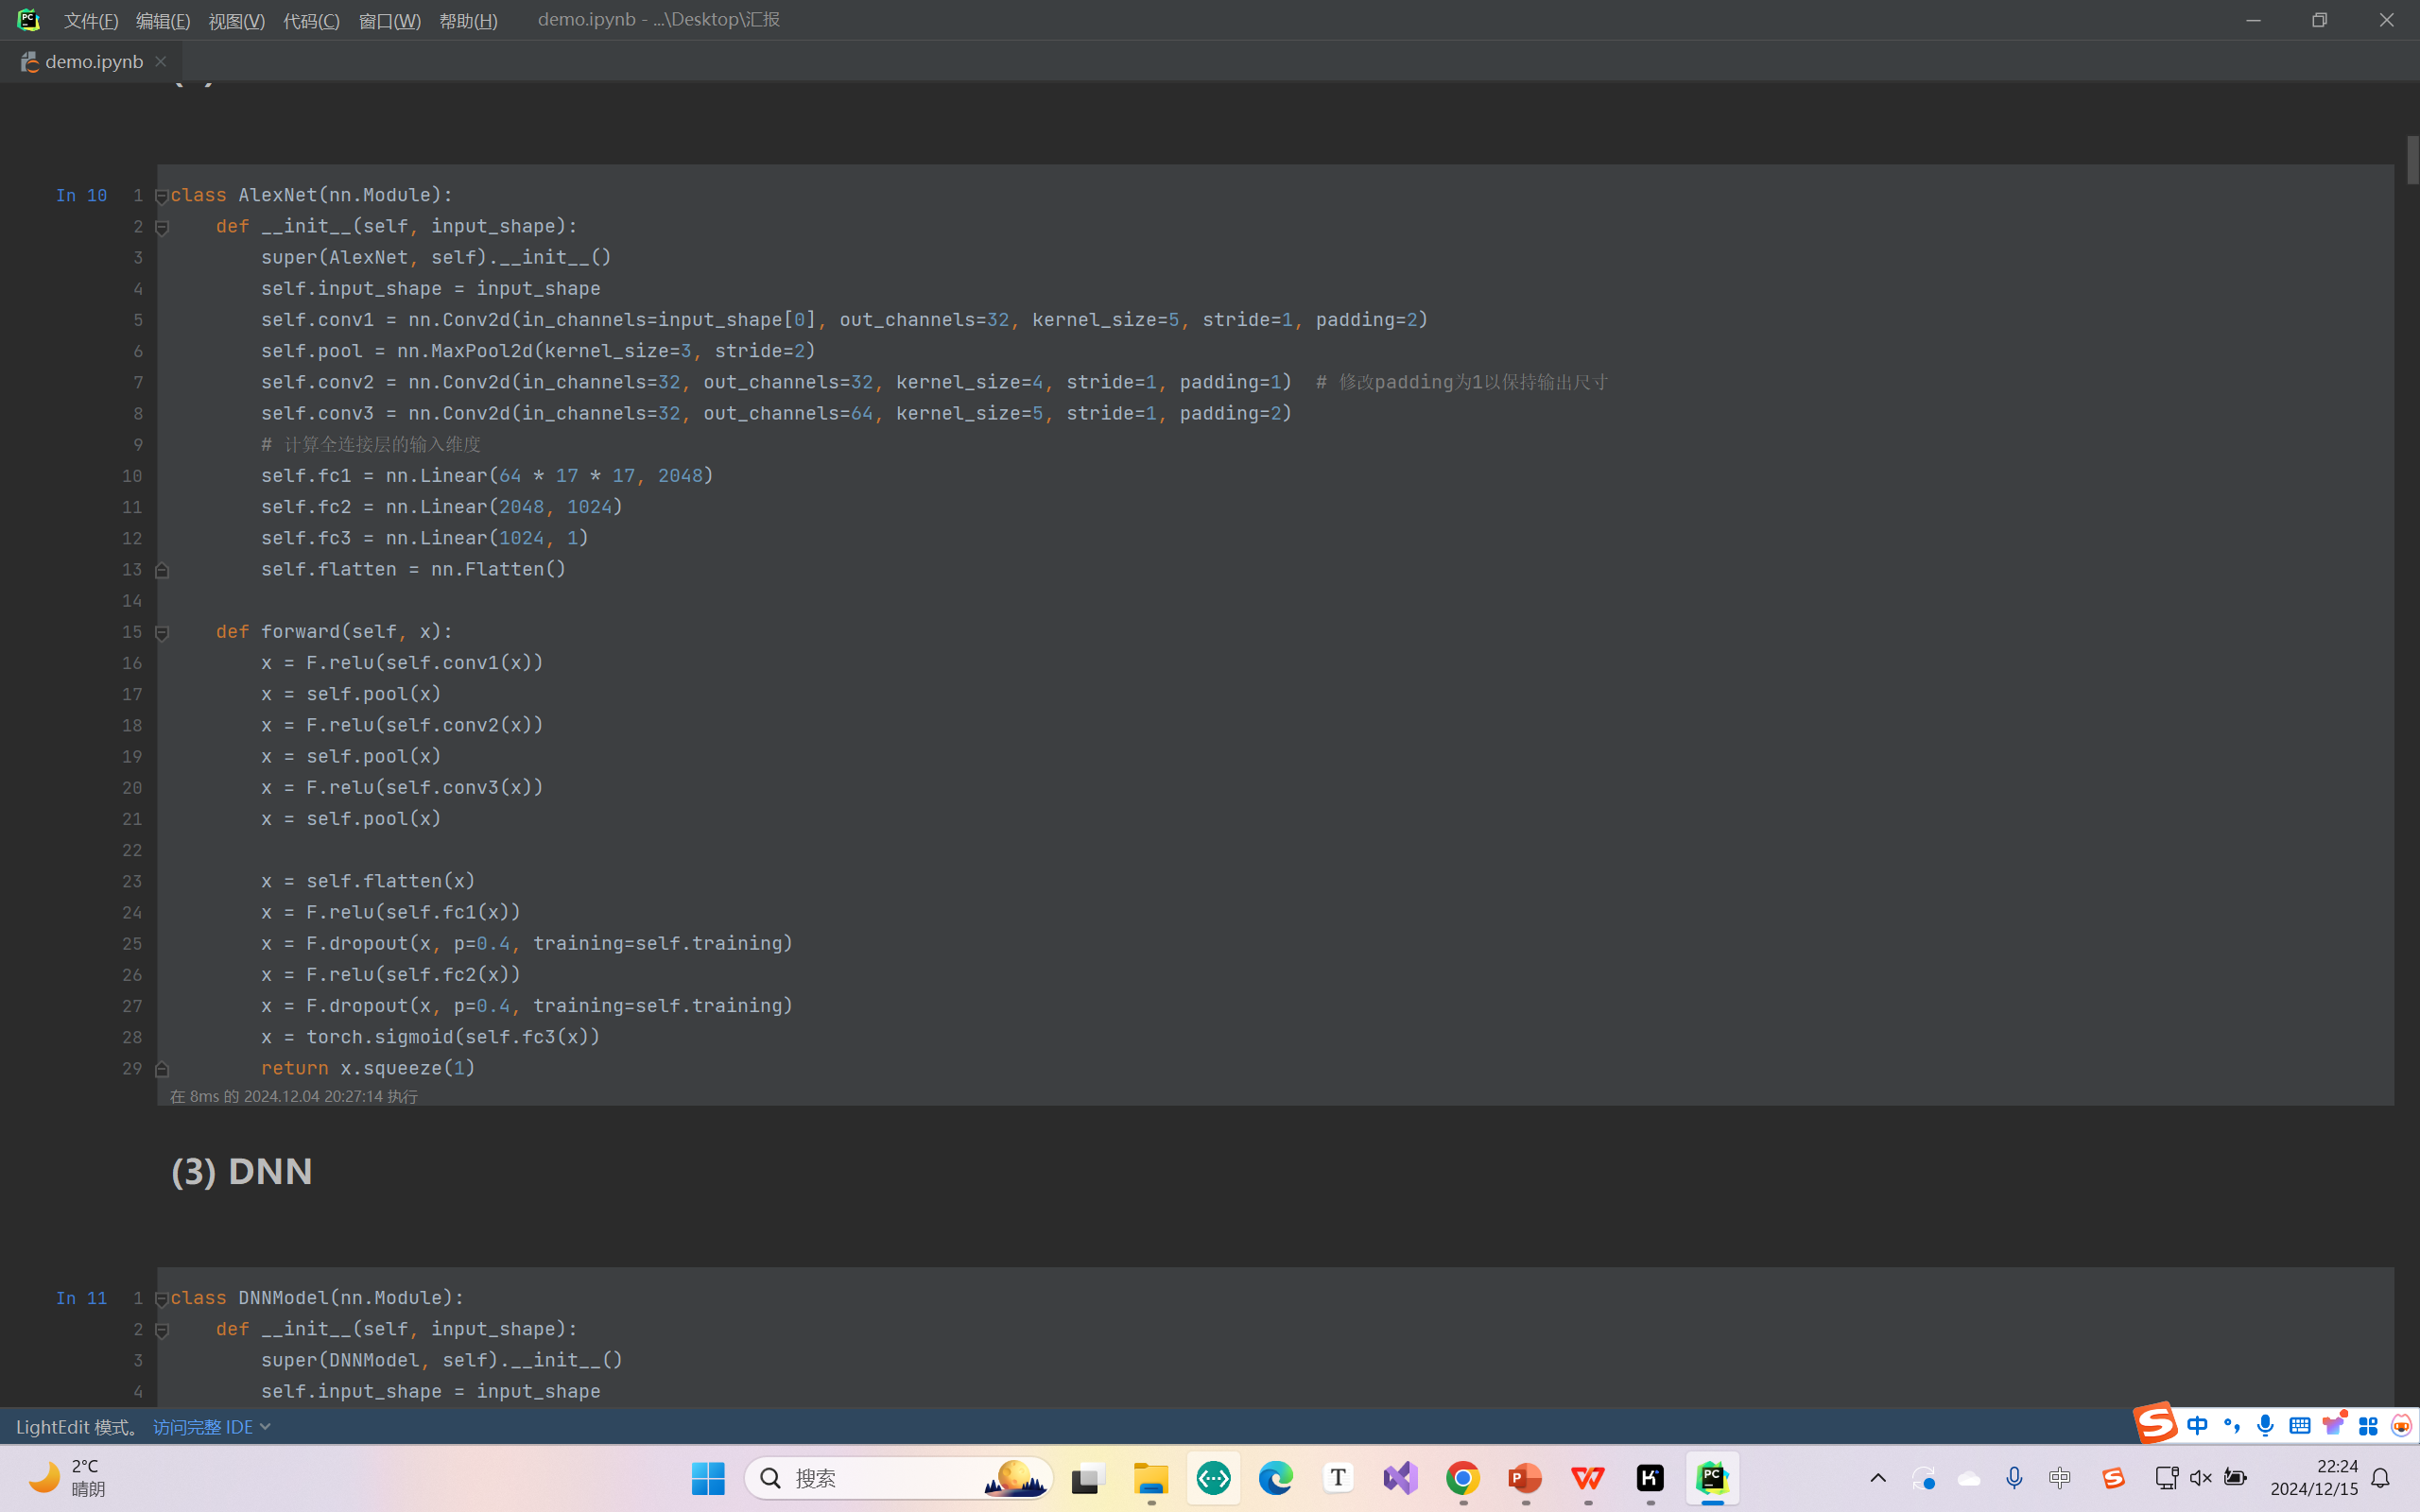 文件(F) 编辑(E) 视图(V) 代码(C) 窗口(W) 帮助(H) demo.ipynb - ...\Desktop\汇报
demo.ipynb
In 10
1 class AlexNet(nn.Module):
2     def __init__(self, input_shape):
3         super(AlexNet, self).__init__()
4         self.input_shape = input_shape
5         self.conv1 = nn.Conv2d(in_channels=input_shape[0], out_channels=32, kernel_size=5, stride=1, padding=2)
6         self.pool = nn.MaxPool2d(kernel_size=3, stride=2)
7         self.conv2 = nn.Conv2d(in_channels=32, out_channels=32, kernel_size=4, stride=1, padding=1)  # 修改padding为1以保持输出尺寸
8         self.conv3 = nn.Conv2d(in_channels=32, out_channels=64, kernel_size=5, stride=1, padding=2)
9         # 计算全连接层的输入维度
10         self.fc1 = nn.Linear(64 * 17 * 17, 2048)
11         self.fc2 = nn.Linear(2048, 1024)
12         self.fc3 = nn.Linear(1024, 1)
13         self.flatten = nn.Flatten()
14
15     def forward(self, x):
16         x = F.relu(self.conv1(x))
17         x = self.pool(x)
18         x = F.relu(self.conv2(x))
19         x = self.pool(x)
20         x = F.relu(self.conv3(x))
21         x = self.pool(x)
22
23         x = self.flatten(x)
24         x = F.relu(self.fc1(x))
25         x = F.dropout(x, p=0.4, training=self.training)
26         x = F.relu(self.fc2(x))
27         x = F.dropout(x, p=0.4, training=self.training)
28         x = torch.sigmoid(self.fc3(x))
29         return x.squeeze(1)
在 8ms 的 2024.12.04 20:27:14 执行
(3) DNN
In 11
1 class DNNModel(nn.Module):
2     def __init__(self, input_shape):
3         super(DNNModel, self).__init__()
4         self.input_shape = input_shape
LightEdit 模式。 访问完整 IDE
中
2°C
晴朗
搜索
22:24
2024/12/15